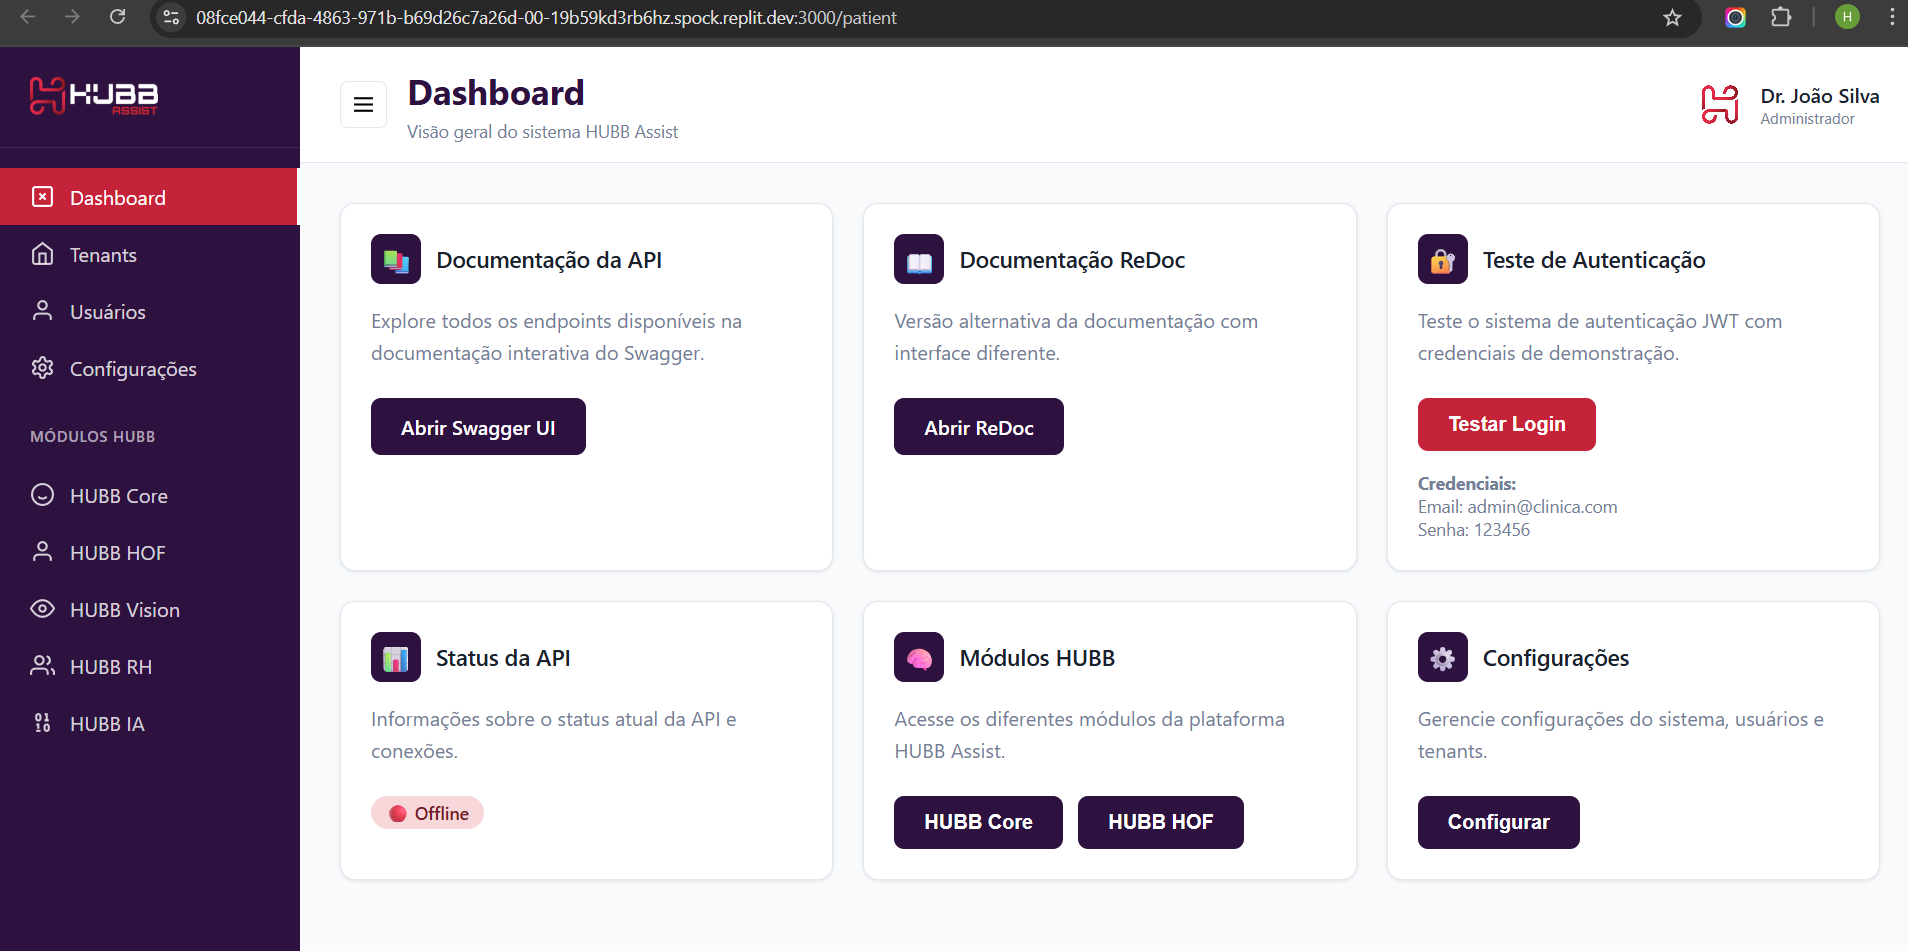 08fce044-cfda-4863-971b-b69d26c7a26d-00-19b59kd3rb6hz.spock.replit.dev:3000/patient
H
HUBB
ASSIST
Dashboard
Tenants
Usuários
Configurações
MÓDULOS HUBB
HUBB Core
HUBB HOF
HUBB Vision
HUBB RH
HUBB IA
Dashboard
Visão geral do sistema HUBB Assist
Dr. João Silva
Administrador
Documentação da API
Explore todos os endpoints disponíveis na
documentação interativa do Swagger.
Abrir Swagger UI
Documentação ReDoc
Versão alternativa da documentação com
interface diferente.
Abrir ReDoc
Teste de Autenticação
Teste o sistema de autenticação JWT com
credenciais de demonstração.
Testar Login
Credenciais:
Email: admin@clinica.com
Senha: 123456
Status da API
Informações sobre o status atual da API e
conexões.
Offline
Módulos HUBB
Acesse os diferentes módulos da plataforma
HUBB Assist.
HUBB Core
HUBB HOF
Configurações
Gerencie configurações do sistema, usuários e
tenants.
Configurar